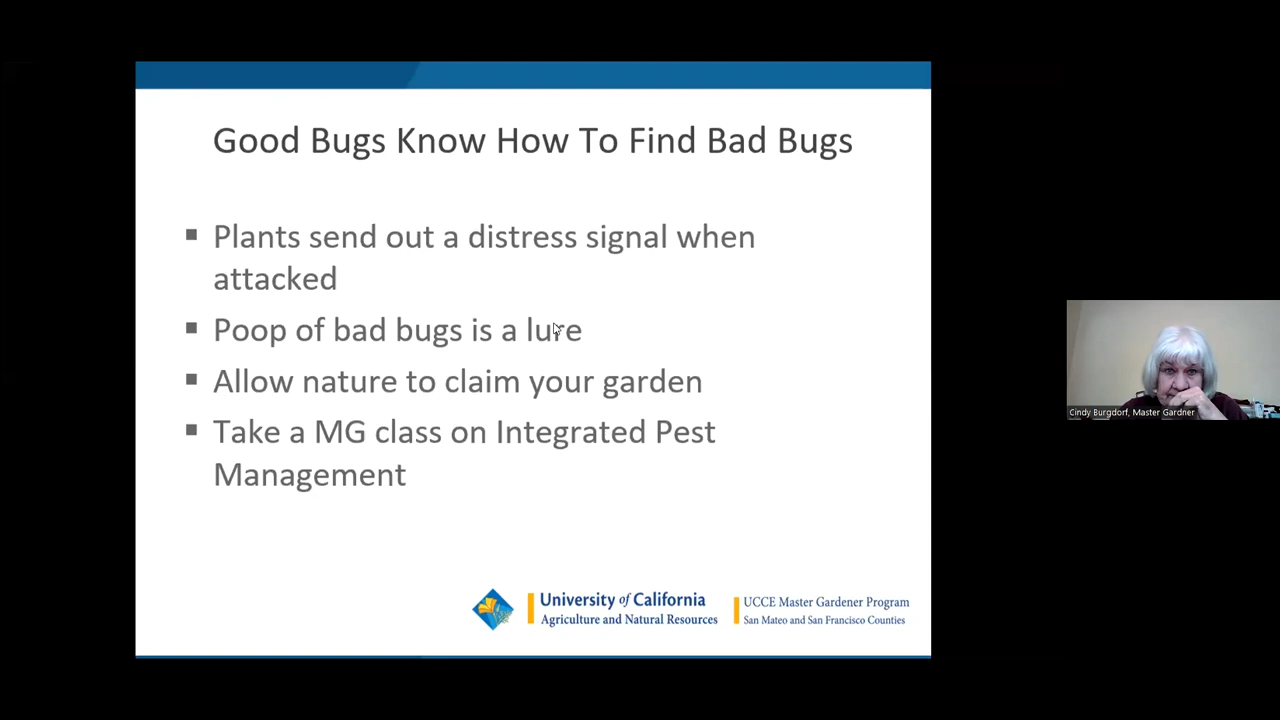 Good Bugs Know How To Find Bad Bugs
▪ Plants send out a distress signal when
attacked
▪ Poop of bad bugs is a lure
▪ Allow nature to claim your garden
▪ Take a MG class on Integrated Pest
Management
University of California
Agriculture and Natural Resources
UCCE Master Gardener Program
San Mateo and San Francisco Counties
Cindy Burgdorf, Master Gardner